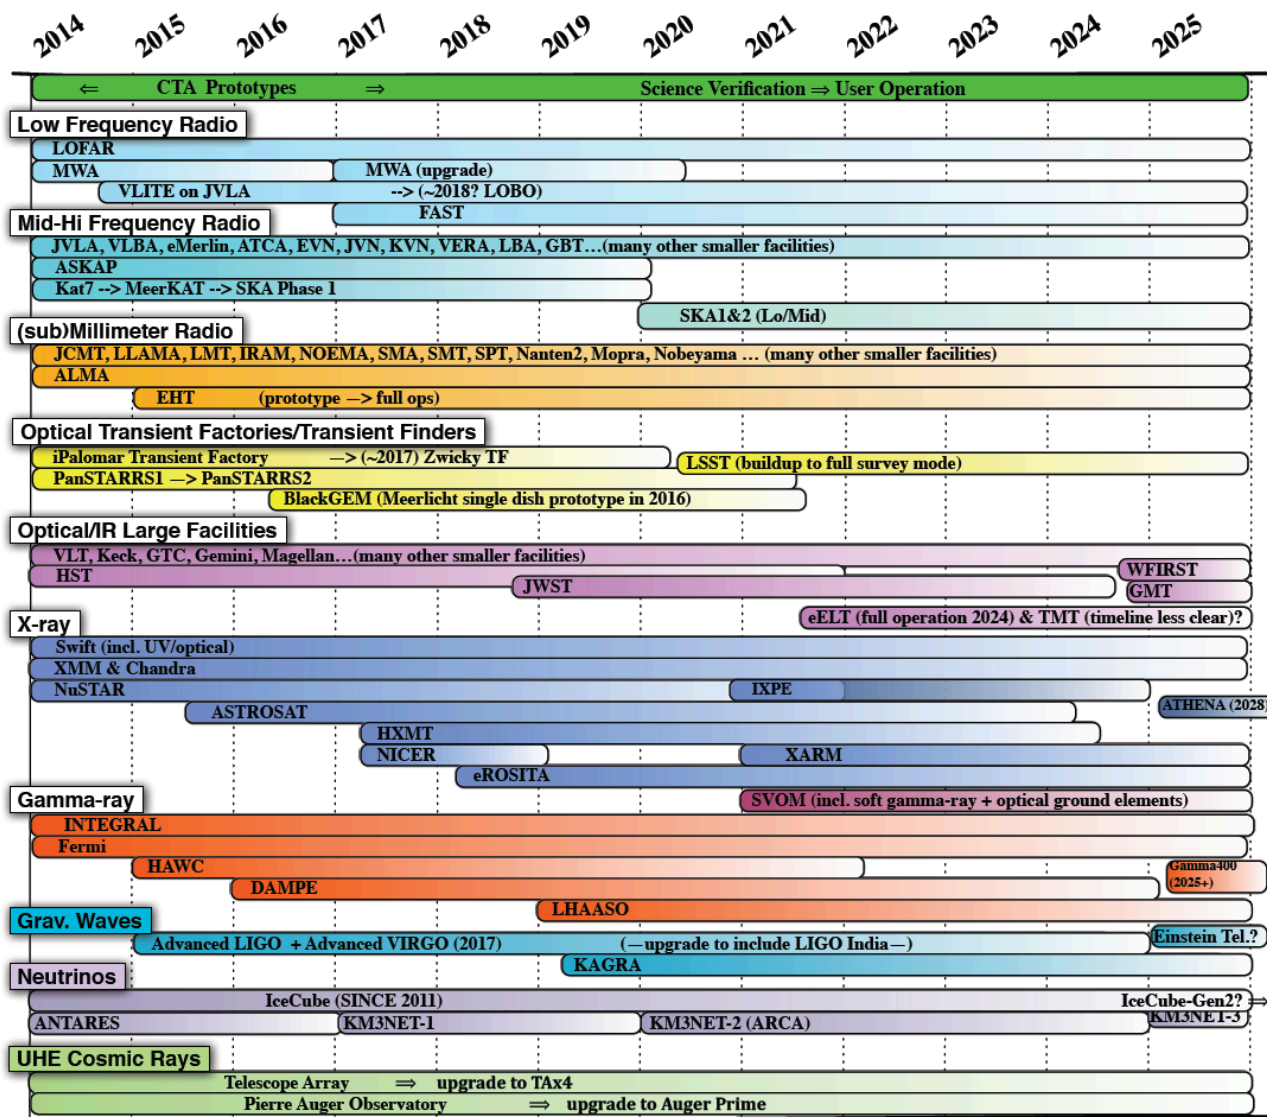 2014 2015 2016 2017 2018 2019 2020 2021 2022 2023 2024 2025
⇐ CTA Prototypes ⇒ Science Verification ⇒ User Operation
Low Frequency Radio
LOFAR
MWA MWA (upgrade)
VLITE on JVLA --> (~2018? LOBO)
FAST
Mid-Hi Frequency Radio
JVLA, VLBA, eMerlin, ATCA, EVN, JVN, KVN, VERA, LBA, GBT…(many other smaller facilities)
ASKAP
Kat7 --> MeerKAT --> SKA Phase 1
SKA1&2 (Lo/Mid)
(sub)Millimeter Radio
JCMT, LLAMA, LMT, IRAM, NOEMA, SMA, SMT, SPT, Nanten2, Mopra, Nobeyama … (many other smaller facilities)
ALMA
EHT (prototype —> full ops)
Optical Transient Factories/Transient Finders
iPalomar Transient Factory —> (~2017) Zwicky TF
LSST (buildup to full survey mode)
PanSTARRS1 —> PanSTARRS2
BlackGEM (Meerlicht single dish prototype in 2016)
Optical/IR Large Facilities
VLT, Keck, GTC, Gemini, Magellan…(many other smaller facilities)
HST WFIRST
JWST GMT
eELT (full operation 2024) & TMT (timeline less clear)?
X-ray
Swift (incl. UV/optical)
XMM & Chandra
NuSTAR IXPE
ATHENA (2028)
ASTROSAT
HXMT
NICER XARM
eROSITA
Gamma-ray
SVOM (incl. soft gamma-ray + optical ground elements)
INTEGRAL
Fermi
HAWC Gamma400
(2025+)
DAMPE
LHAASO
Grav. Waves
Advanced LIGO + Advanced VIRGO (2017) (—upgrade to include LIGO India—) Einstein Tel.?
KAGRA
Neutrinos
IceCube (SINCE 2011) IceCube-Gen2? ⇒
ANTARES KM3NET-1 KM3NET-2 (ARCA) KM3NET-3
UHE Cosmic Rays
Telescope Array ⇒ upgrade to TAx4
Pierre Auger Observatory ⇒ upgrade to Auger Prime